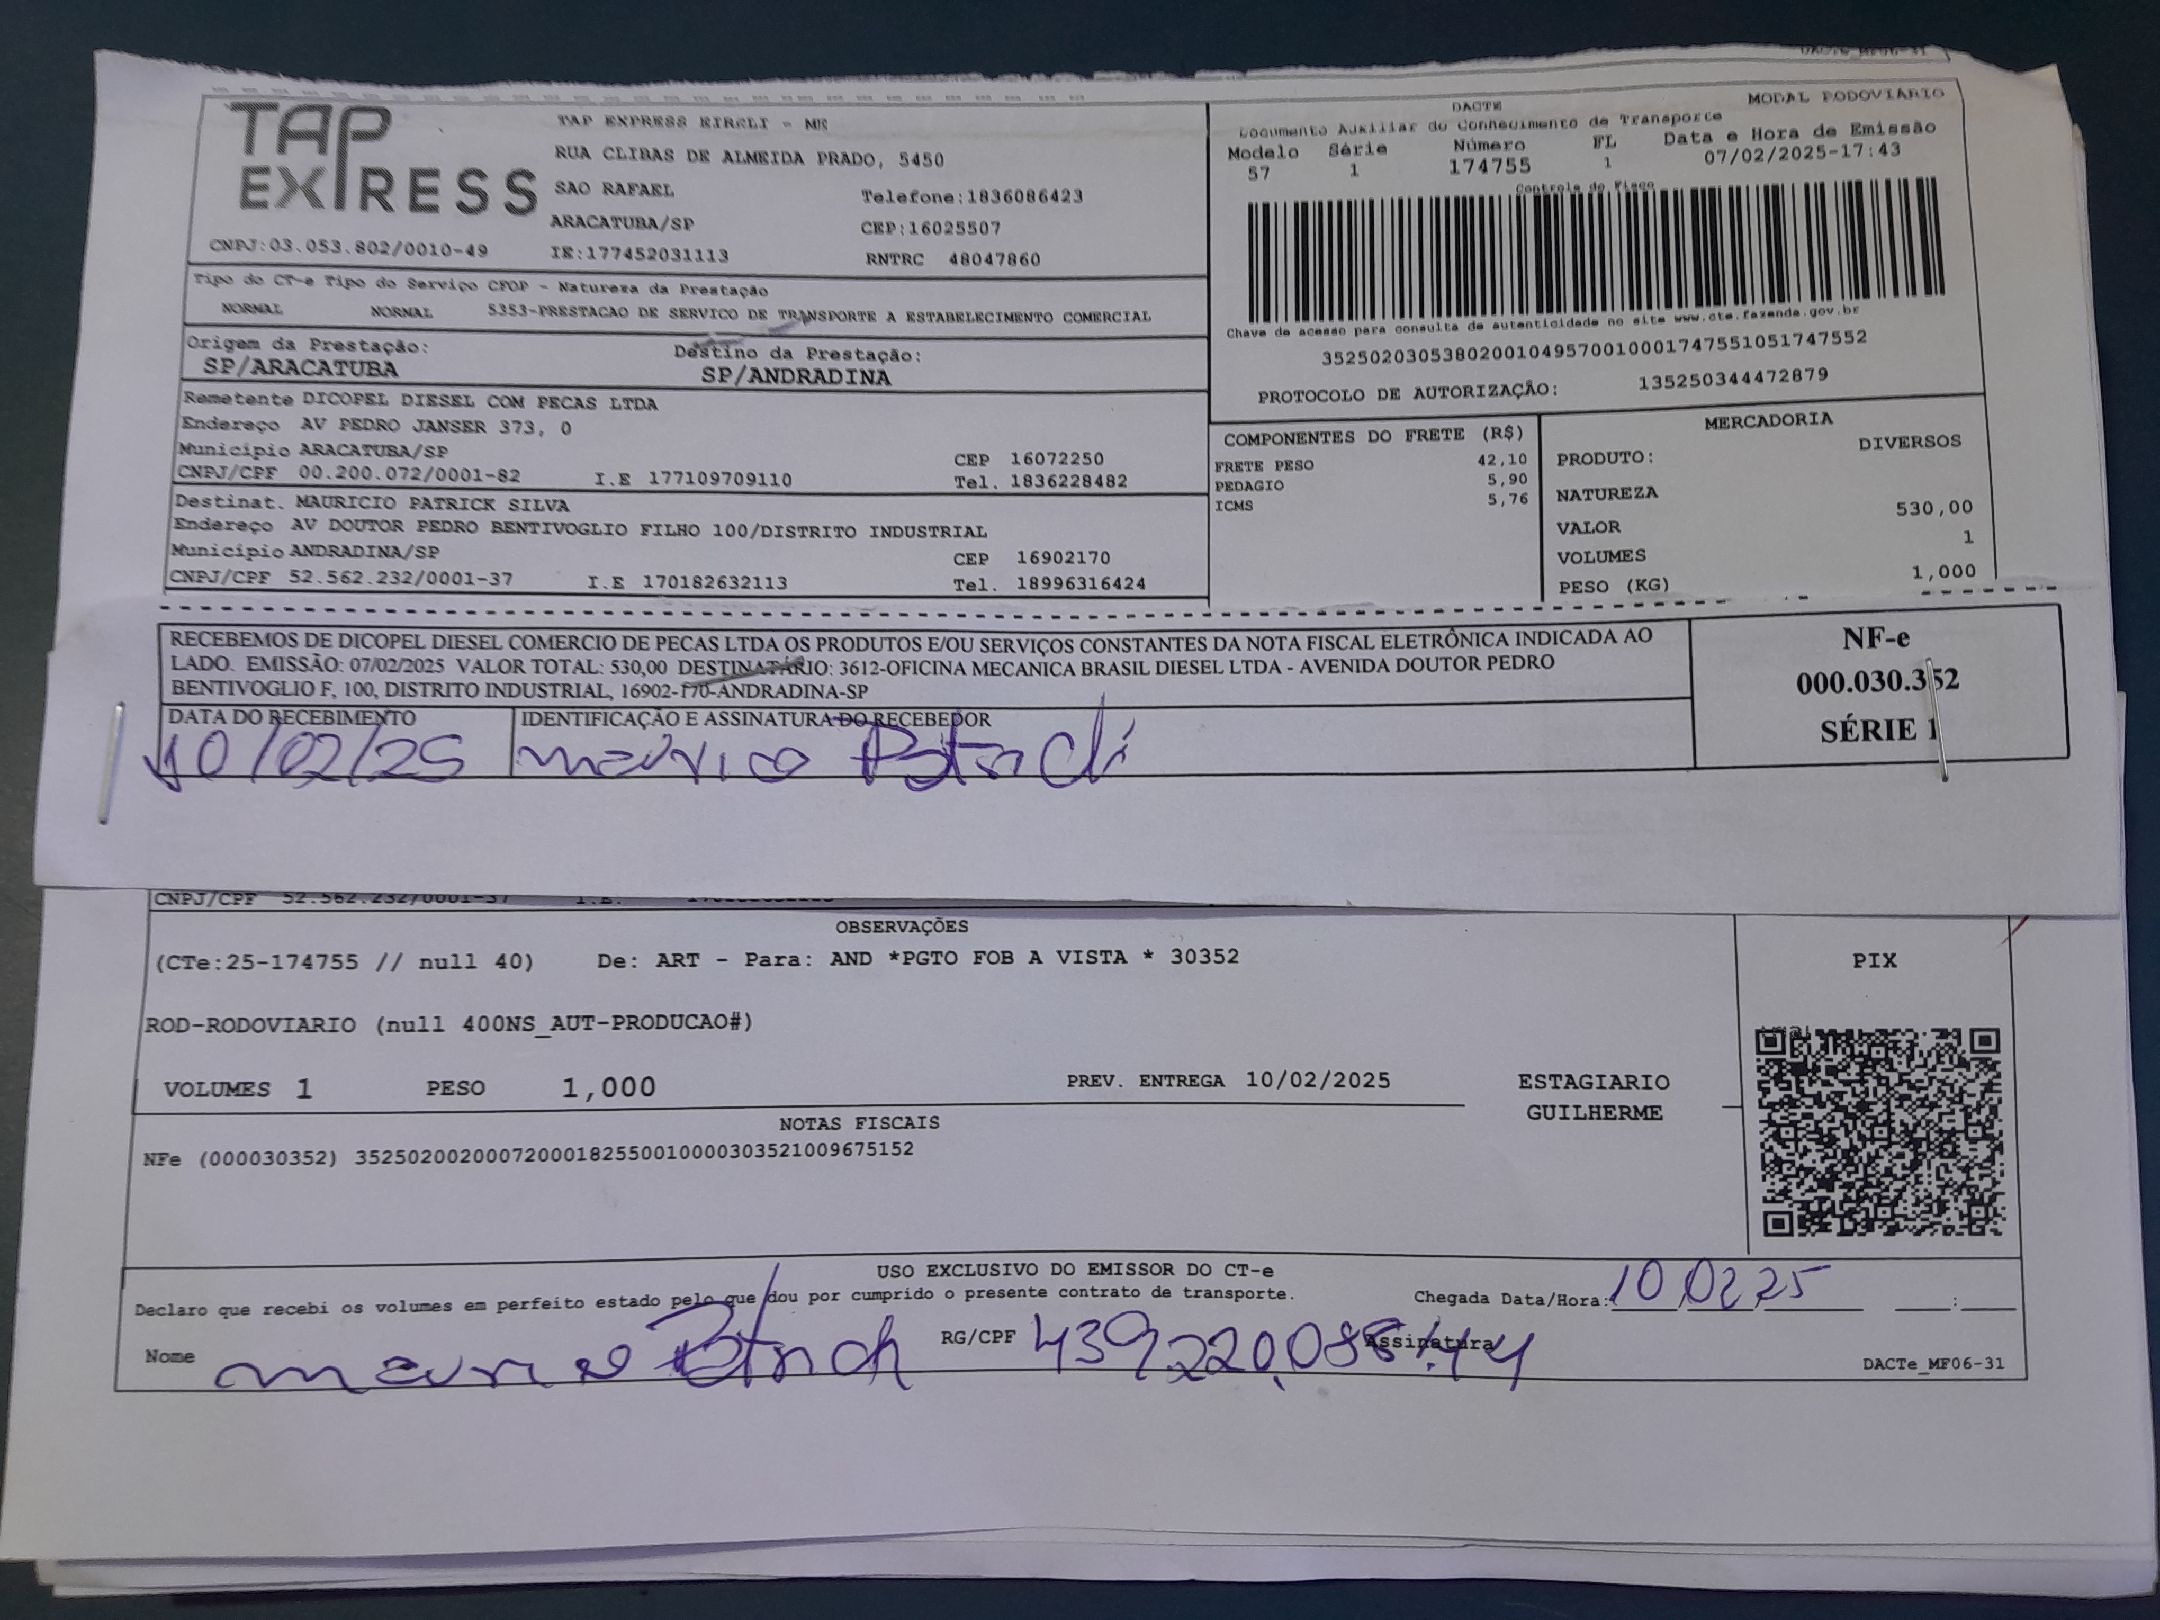 TAP EXPRESS
TAP EXPRESS EIRELI - MR
RUA CLIBAS DE ALMEIDA PRADO, 5450
SAO RAFAEL Telefone:1836086423
ARACATUBA/SP CEP:16025507
CNPJ:03.053.802/0010-49 IE:177452031113 RNTRC 48047860
DACTE MODAL RODOVIÁRIO
Documento Auxiliar do Conhecimento de Transporte
Modelo Série Número FL Data e Hora de Emissão
57 1 174755 1 07/02/2025-17:43
Controle do Fisco
Chave de acesso para consulta de autenticidade no site www.cte.fazenda.gov.br
35250203053802001049570010001747551051747552
PROTOCOLO DE AUTORIZAÇÃO: 135250344472879
Tipo do CT-e Tipo do Serviço CFOP - Natureza da Prestação
NORMAL NORMAL 5353-PRESTACAO DE SERVICO DE TRANSPORTE A ESTABELECIMENTO COMERCIAL
Origem da Prestação: Destino da Prestação:
SP/ARACATUBA SP/ANDRADINA
Remetente DICOPEL DIESEL COM PECAS LTDA
Endereço AV PEDRO JANSER 373, 0
Município ARACATUBA/SP CEP 16072250
CNPJ/CPF 00.200.072/0001-82 I.E 177109709110 Tel. 1836228482
Destinat. MAURICIO PATRICK SILVA
Endereço AV DOUTOR PEDRO BENTIVOGLIO FILHO 100/DISTRITO INDUSTRIAL
Município ANDRADINA/SP CEP 16902170
CNPJ/CPF 52.562.232/0001-37 I.E 170182632113 Tel. 18996316424
COMPONENTES DO FRETE (R$)
FRETE PESO 42,10
PEDAGIO 5,90
ICMS 5,76
MERCADORIA
PRODUTO: DIVERSOS
NATUREZA
VALOR 530,00
VOLUMES 1
PESO (KG) 1,000
RECEBEMOS DE DICOPEL DIESEL COMERCIO DE PECAS LTDA OS PRODUTOS E/OU SERVIÇOS CONSTANTES DA NOTA FISCAL ELETRÔNICA INDICADA AO
LADO. EMISSÃO: 07/02/2025 VALOR TOTAL: 530,00 DESTINATÁRIO: 3612-OFICINA MECANICA BRASIL DIESEL LTDA - AVENIDA DOUTOR PEDRO
BENTIVOGLIO F, 100, DISTRITO INDUSTRIAL, 16902-170-ANDRADINA-SP
NF-e
000.030.352
SÉRIE 1
DATA DO RECEBIMENTO IDENTIFICAÇÃO E ASSINATURA DO RECEBEDOR
10/02/25
CNPJ/CPF 52.562.232/0001-37 I.E.
OBSERVAÇÕES
(CTe:25-174755 // null 40) De: ART - Para: AND *PGTO FOB A VISTA * 30352
PIX
ROD-RODOVIARIO (null 400NS_AUT-PRODUCAO#)
VOLUMES 1 PESO 1,000 PREV. ENTREGA 10/02/2025
ESTAGIARIO
GUILHERME
NOTAS FISCAIS
NFe (000030352) 35250200200072000182550010000303521009675152
USO EXCLUSIVO DO EMISSOR DO CT-e
Declaro que recebi os volumes em perfeito estado pelo que dou por cumprido o presente contrato de transporte. Chegada Data/Hora: 10 02 25 :
Nome RG/CPF Assinatura
DACTe_MF06-31